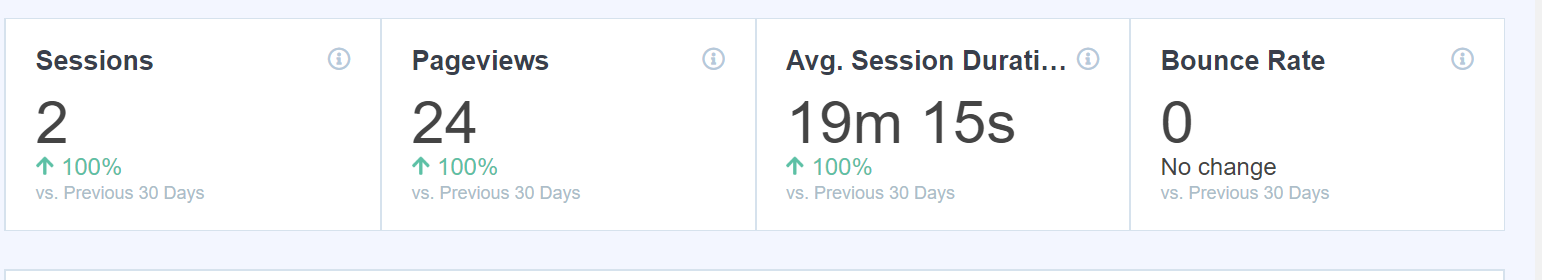 Sessions
2
100%
vs. Previous 30 Days
Pageviews
24
100%
vs. Previous 30 Days
Avg. Session Durati...
19m 15s
100%
vs. Previous 30 Days
Bounce Rate
0
No change
vs. Previous 30 Days